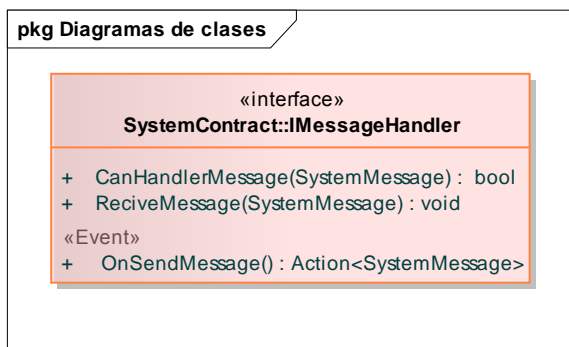 pkg Diagramas de clases
«interface»
SystemContract::IMessageHandler
+ CanHandlerMessage(SystemMessage) : bool
+ ReciveMessage(SystemMessage) : void
«Event»
+ OnSendMessage() : Action<SystemMessage>